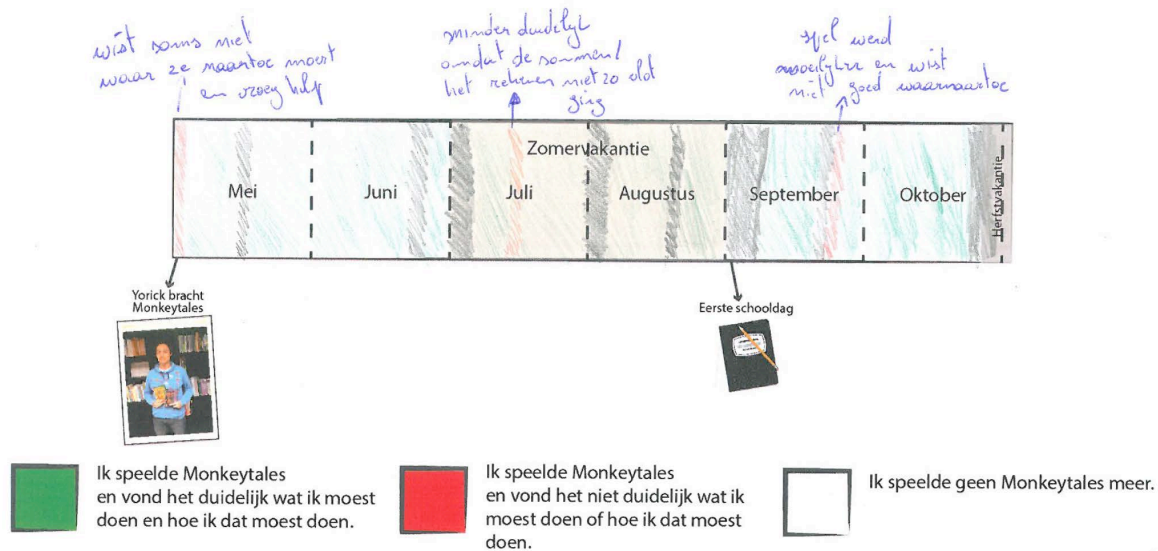 wist soms niet
waar ze naartoe moest
en vroeg hulp
minder duidelijk
omdat de sommen/
het rekenen niet zo
ging
spel werd
moeilijker en wist
niet goed waarnaartoe
Zomervakantie
Mei
Juni
Juli
Augustus
September
Oktober
Herfstvakantie
Yorick bracht
Monkeytales
Eerste schooldag
Ik speelde Monkeytales
en vond het duidelijk wat ik moest
doen en hoe ik dat moest doen.
Ik speelde Monkeytales
en vond het niet duidelijk wat ik
moest doen of hoe ik dat moest
doen.
Ik speelde geen Monkeytales meer.